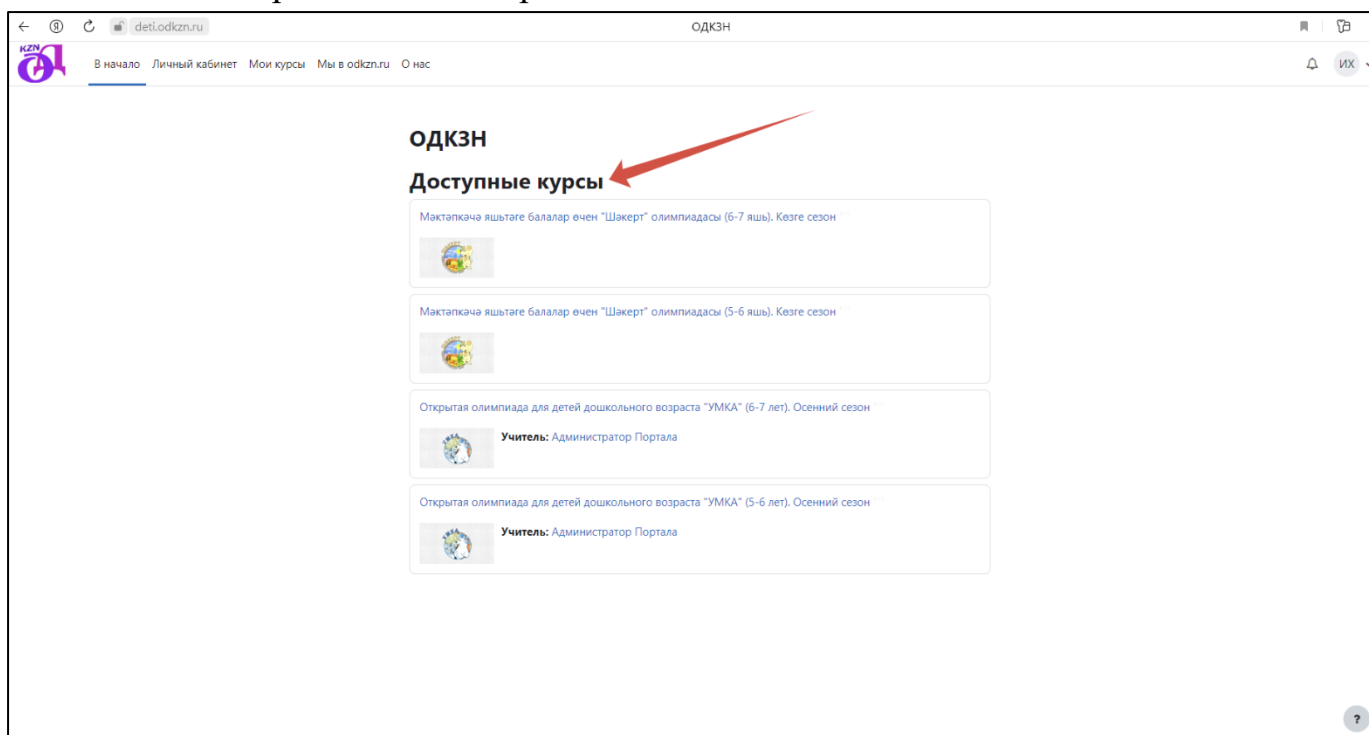 deti.odkzn.ru
ОДКЗН
KZN
В начало Личный кабинет Мои курсы Мы в odkzn.ru О нас
ИХ
ОДКЗН
Доступные курсы
Мәктәпкәчә яшьтәге балалар өчен "Шәкерт" олимпиадасы (6-7 яшь). Көзге сезон
Мәктәпкәчә яшьтәге балалар өчен "Шәкерт" олимпиадасы (5-6 яшь). Көзге сезон
Открытая олимпиада для детей дошкольного возраста "УМКА" (6-7 лет). Осенний сезон
Учитель: Администратор Портала
Открытая олимпиада для детей дошкольного возраста "УМКА" (5-6 лет). Осенний сезон
Учитель: Администратор Портала
?